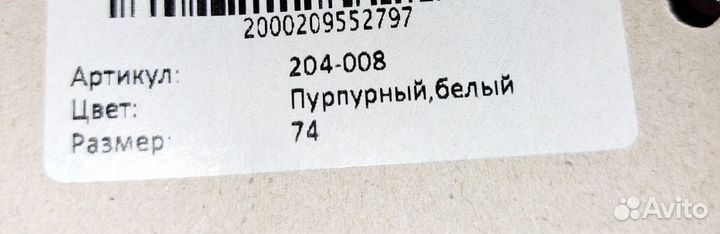 2000209552797
Артикул: 204-008
Цвет: Пурпурный,белый
Размер: 74
Avito